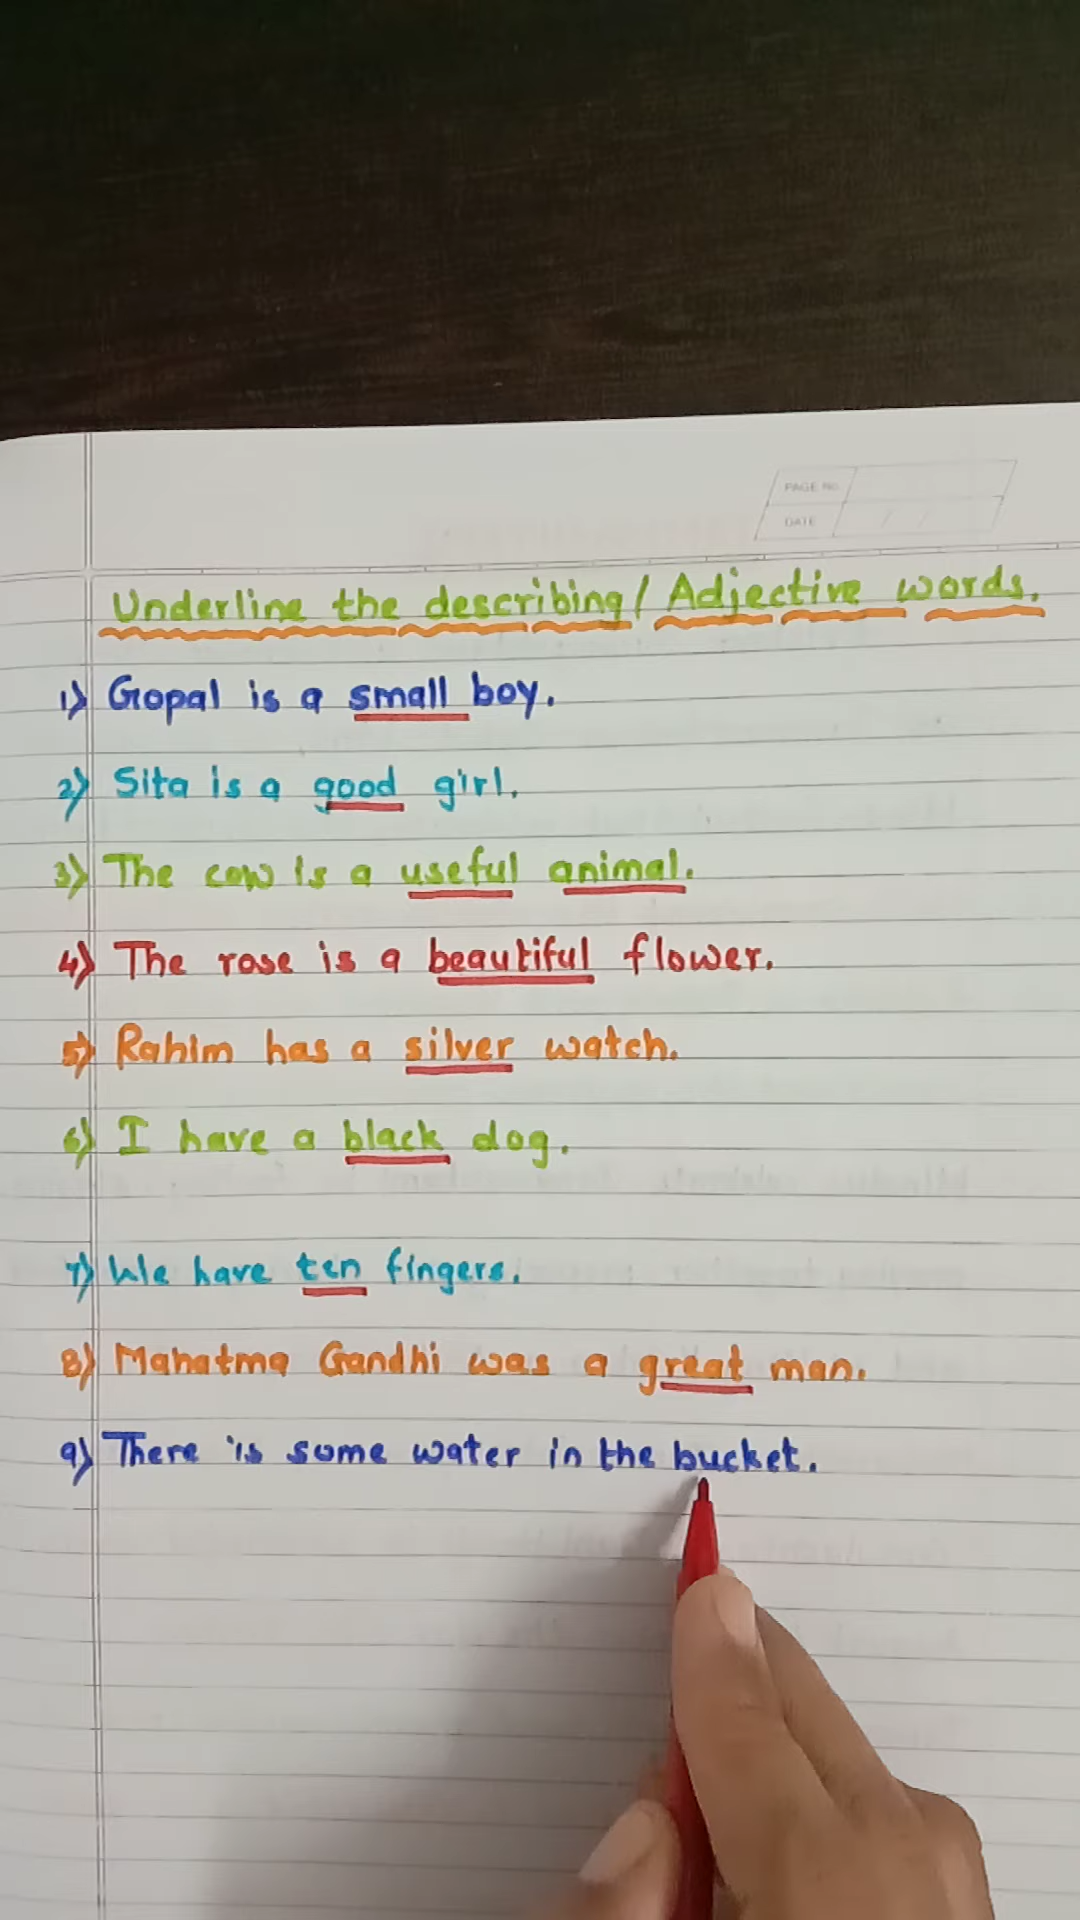 PAGE No.
DATE / /
Underline the describing/Adjective words.
1) Gopal is a small boy.
2) Sita is a good girl.
3) The cow is a useful animal.
4) The rose is a beautiful flower.
5) Rahim has a silver watch.
6) I have a black dog.
7) We have ten fingers.
8) Mahatma Gandhi was a great man.
9) There is some water in the bucket.